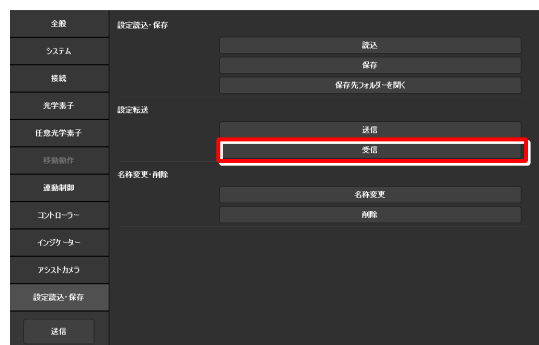 全般
システム
接続
光学素子
任意光学素子
移動動作
連動制御
コントローラー
インジケーター
アシストカメラ
設定読込・保存
送信
設定読込・保存
読込
保存
保存先フォルダーを開く
設定転送
送信
受信
名称変更・削除
名称変更
削除